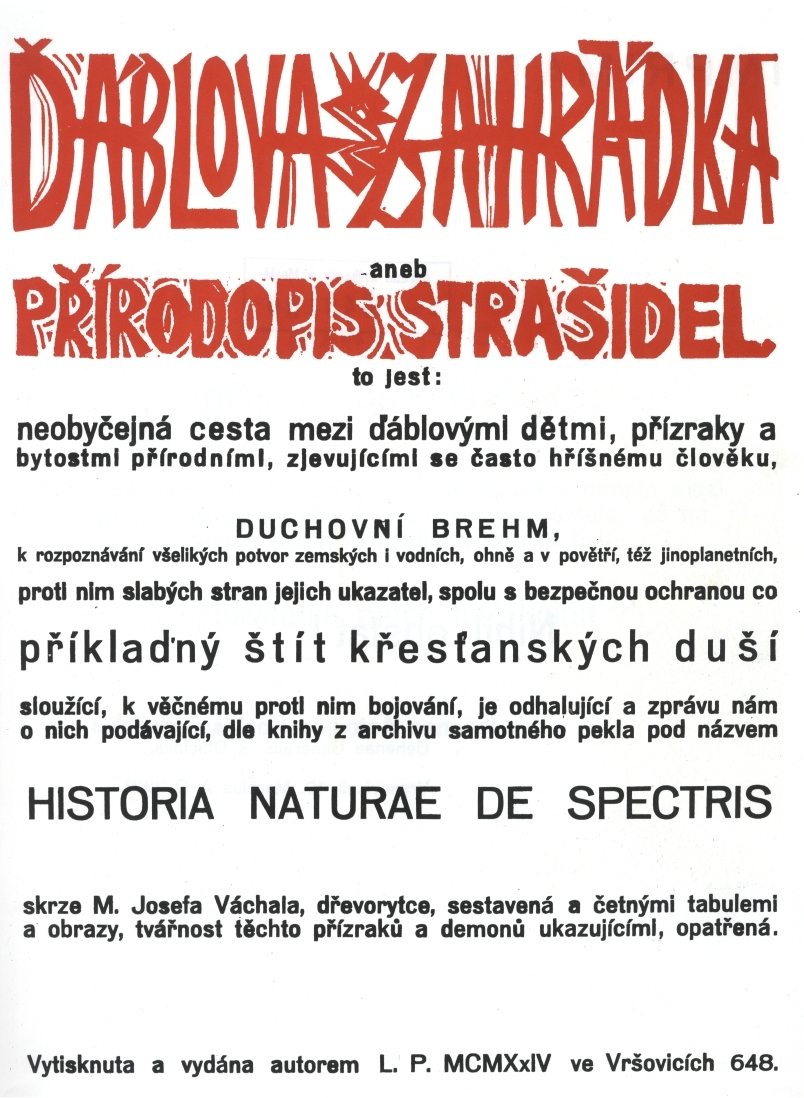 ĎÁBLOVA ZAHRÁDKA
aneb
PŘÍRODOPIS STRAŠIDEL.
to jest:
neobyčejná cesta mezi ďáblovými dětmi, přízraky a
bytostmi přírodními, zjevujícími se často hříšnému člověku,
DUCHOVNÍ BREHM,
k rozpoznávání všelikých potvor zemských i vodních, ohně a v povětří, též jinoplanetních,
proti nim slabých stran jejich ukazatel, spolu s bezpečnou ochranou co
příkladný štít křesťanských duší
sloužící, k věčnému proti nim bojování, je odhalující a zprávu nám
o nich podávající, dle knihy z archivu samotného pekla pod názvem
HISTORIA NATURAE DE SPECTRIS
skrze M. Josefa Váchala, dřevorytce, sestavená a četnými tabulemi
a obrazy, tvářnost těchto přízraků a demonů ukazujícími, opatřená.
Vytisknuta a vydána autorem L. P. MCMXxIV ve Vršovicích 648.